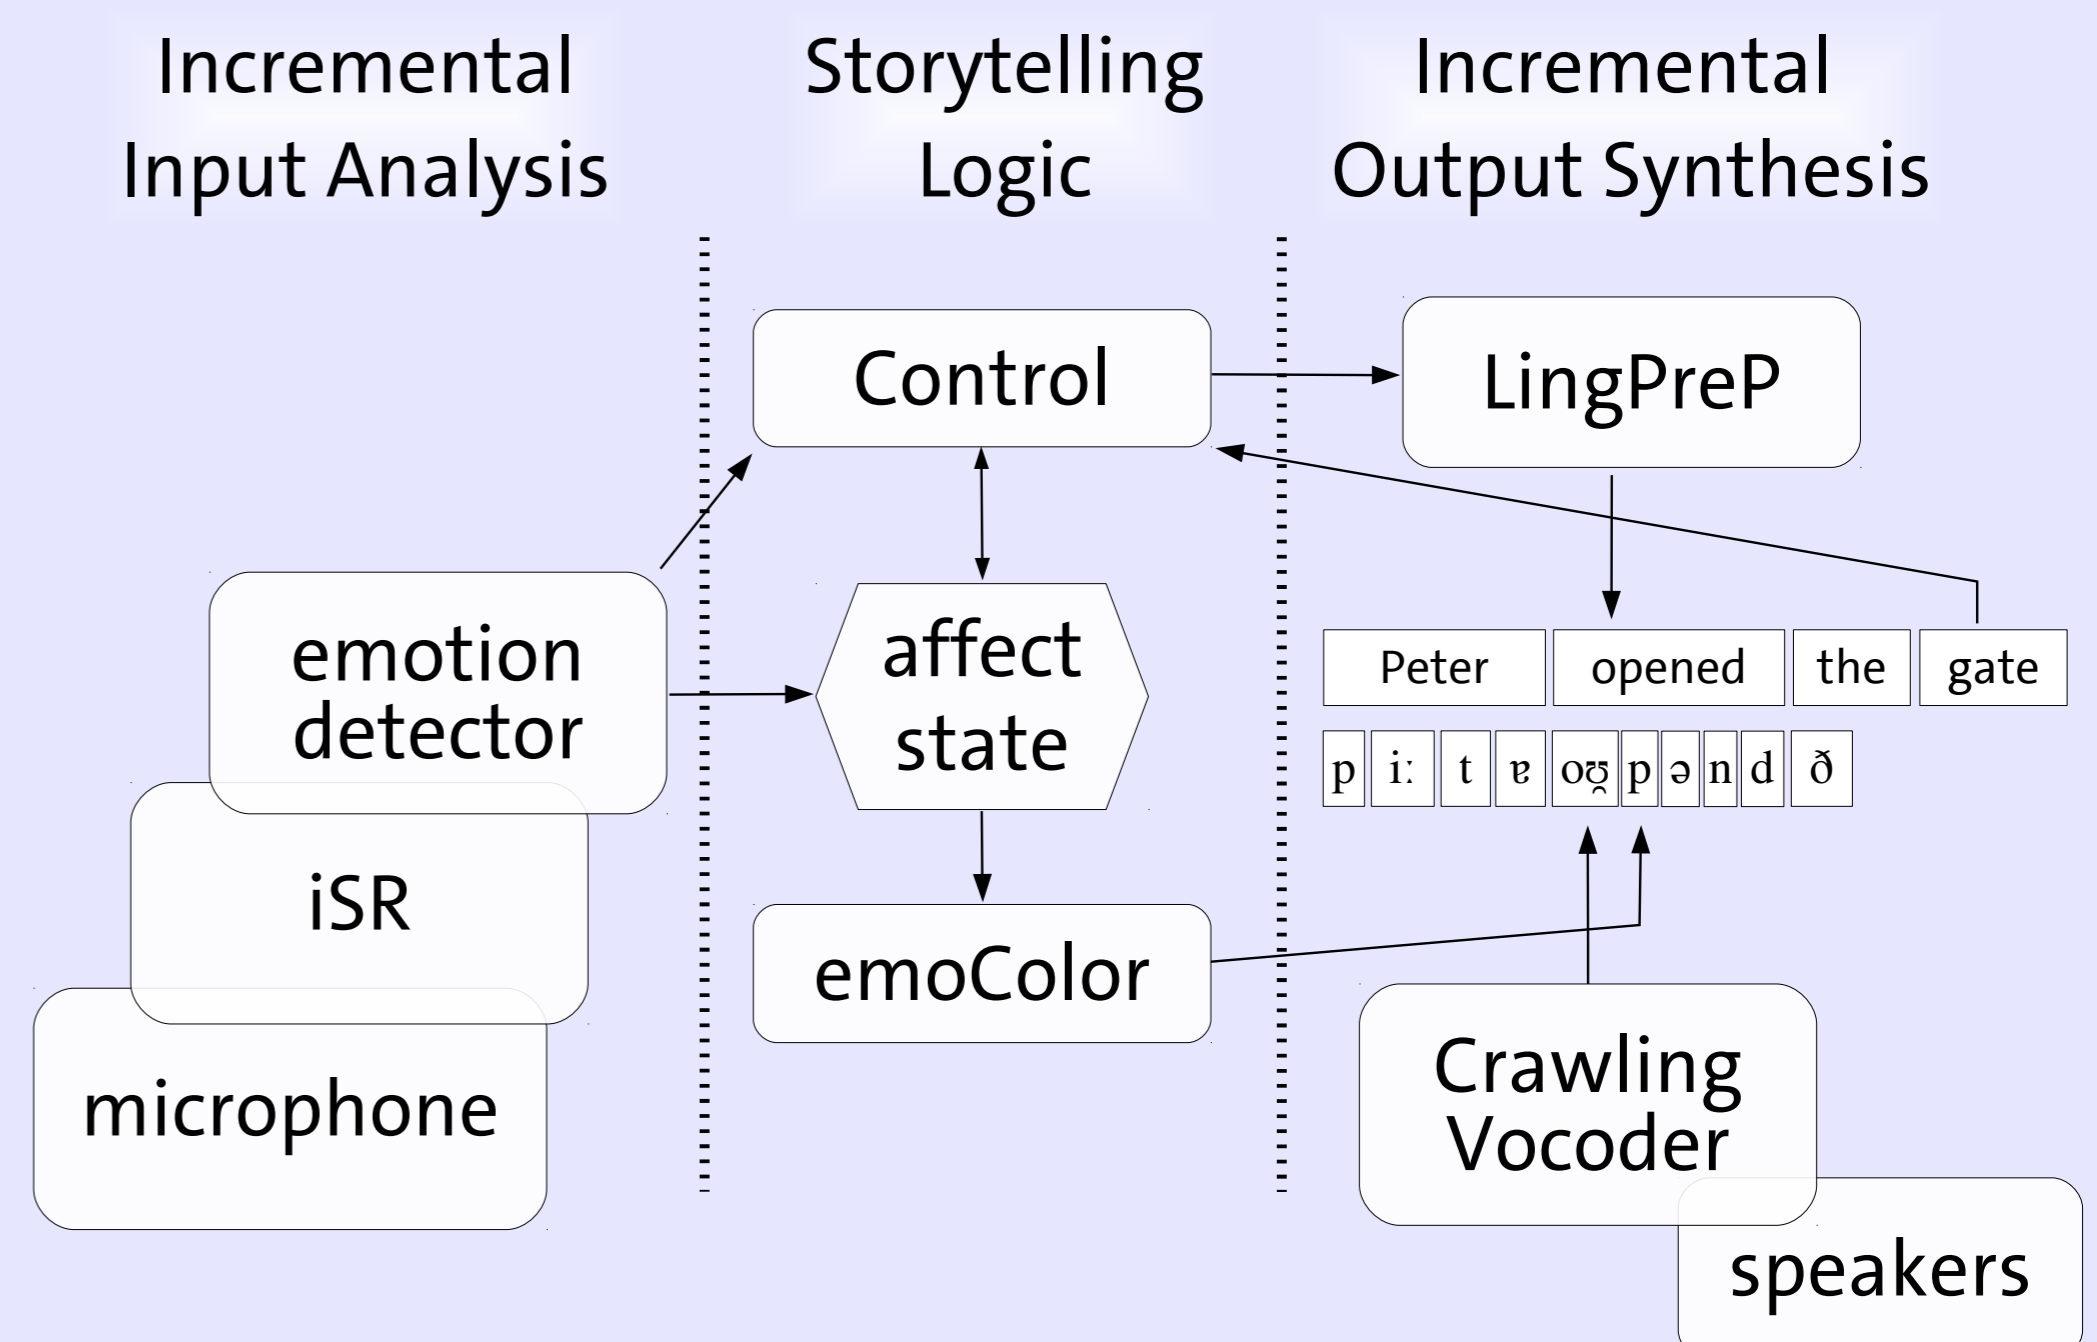 Incremental
Input Analysis
Storytelling
Logic
Incremental
Output Synthesis
Control
LingPreP
emotion
detector
affect
state
Peter opened the gate
p iː t ɐ oʊ̯ p ə n d ð
iSR
emoColor
microphone
Crawling
Vocoder
speakers